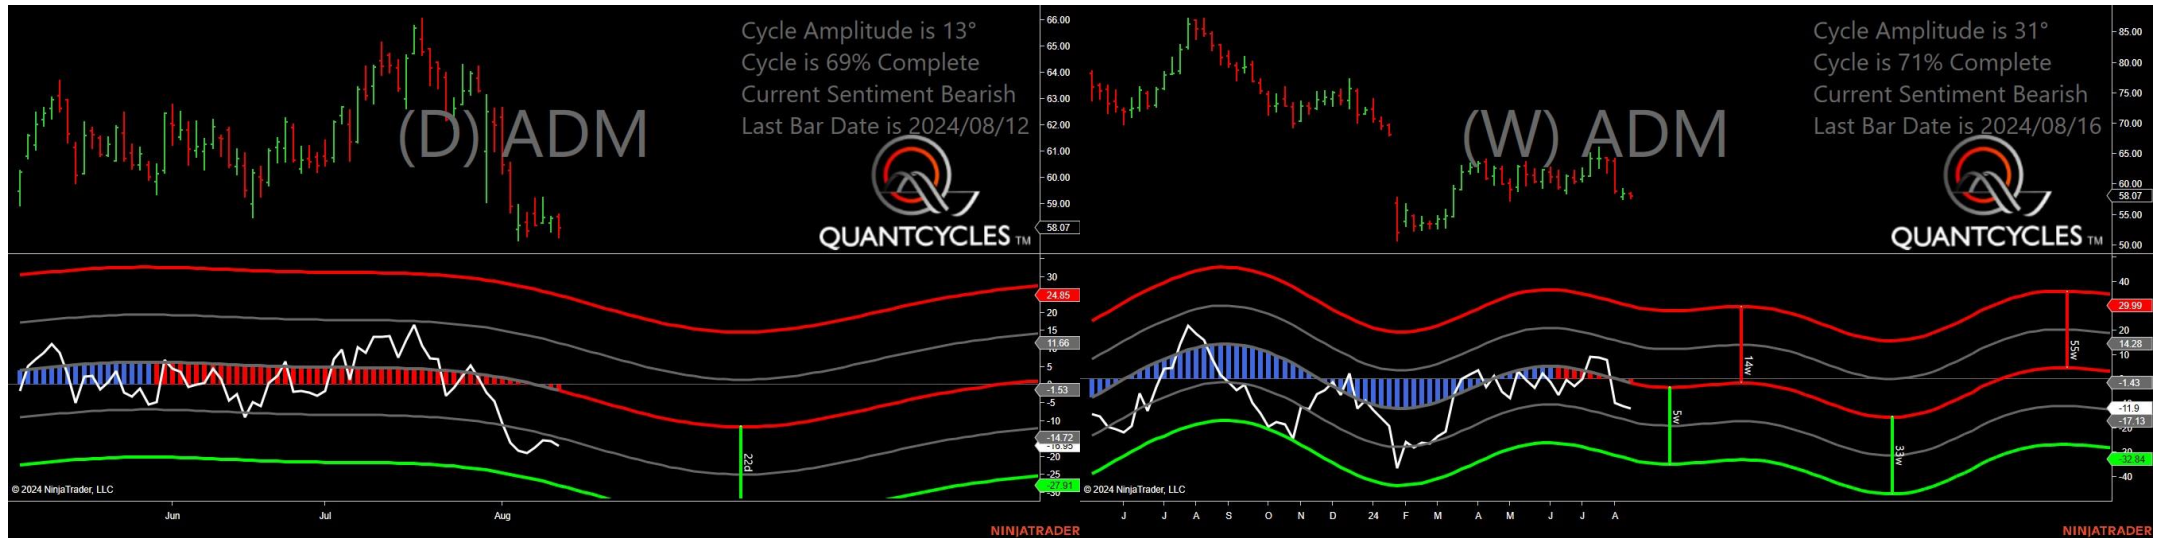 Cycle Amplitude is 13°
Cycle is 69% Complete
Current Sentiment Bearish
Last Bar Date is 2024/08/12
(D) ADM
QUANTCYCLES TM
66.00
65.00
64.00
63.00
62.00
61.00
60.00
59.00
58.07
30
24.85
20
15
11.66
5
-1.53
-5
-10
-14.72
-16.95
-20
-25
-27.91
-30
22d
© 2024 NinjaTrader, LLC
Jun Jul Aug
NINJATRADER
Cycle Amplitude is 31°
Cycle is 71% Complete
Current Sentiment Bearish
Last Bar Date is 2024/08/16
(W) ADM
QUANTCYCLES TM
85.00
80.00
75.00
70.00
65.00
60.00
58.07
55.00
50.00
40
29.99
20
14.28
10
-1.43
-11.9
-17.13
-20
-32.84
-40
5w
14w
33w
55w
© 2024 NinjaTrader, LLC
J J A S O N D 24 F M A M J J A
NINJATRADER